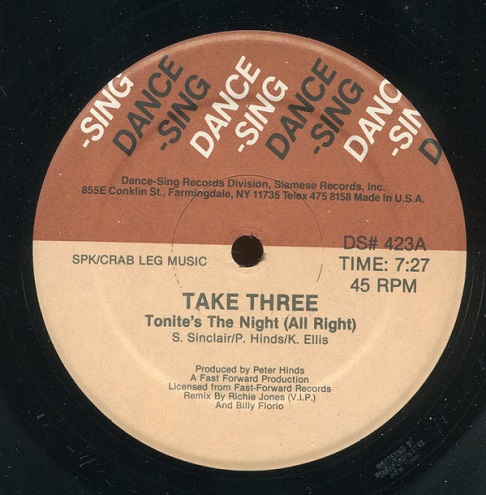 -SING DANCE -SING DANCE -SING DANCE -SING DANCE -SING D
Dance-Sing Records Division, Siamese Records, Inc.
855E Conklin St., Farmingdale, NY 11735 Telex 475 8158 Made in U.S.A.
DS# 423A
SPK/CRAB LEG MUSIC
TIME: 7:27
45 RPM
TAKE THREE
Tonite's The Night (All Right)
S. Sinclair/P. Hinds/K. Ellis
Produced by Peter Hinds
A Fast Forward Production
Licensed from Fast-Forward Records
Remix By Richie Jones (V.I.P.)
And Billy Florio